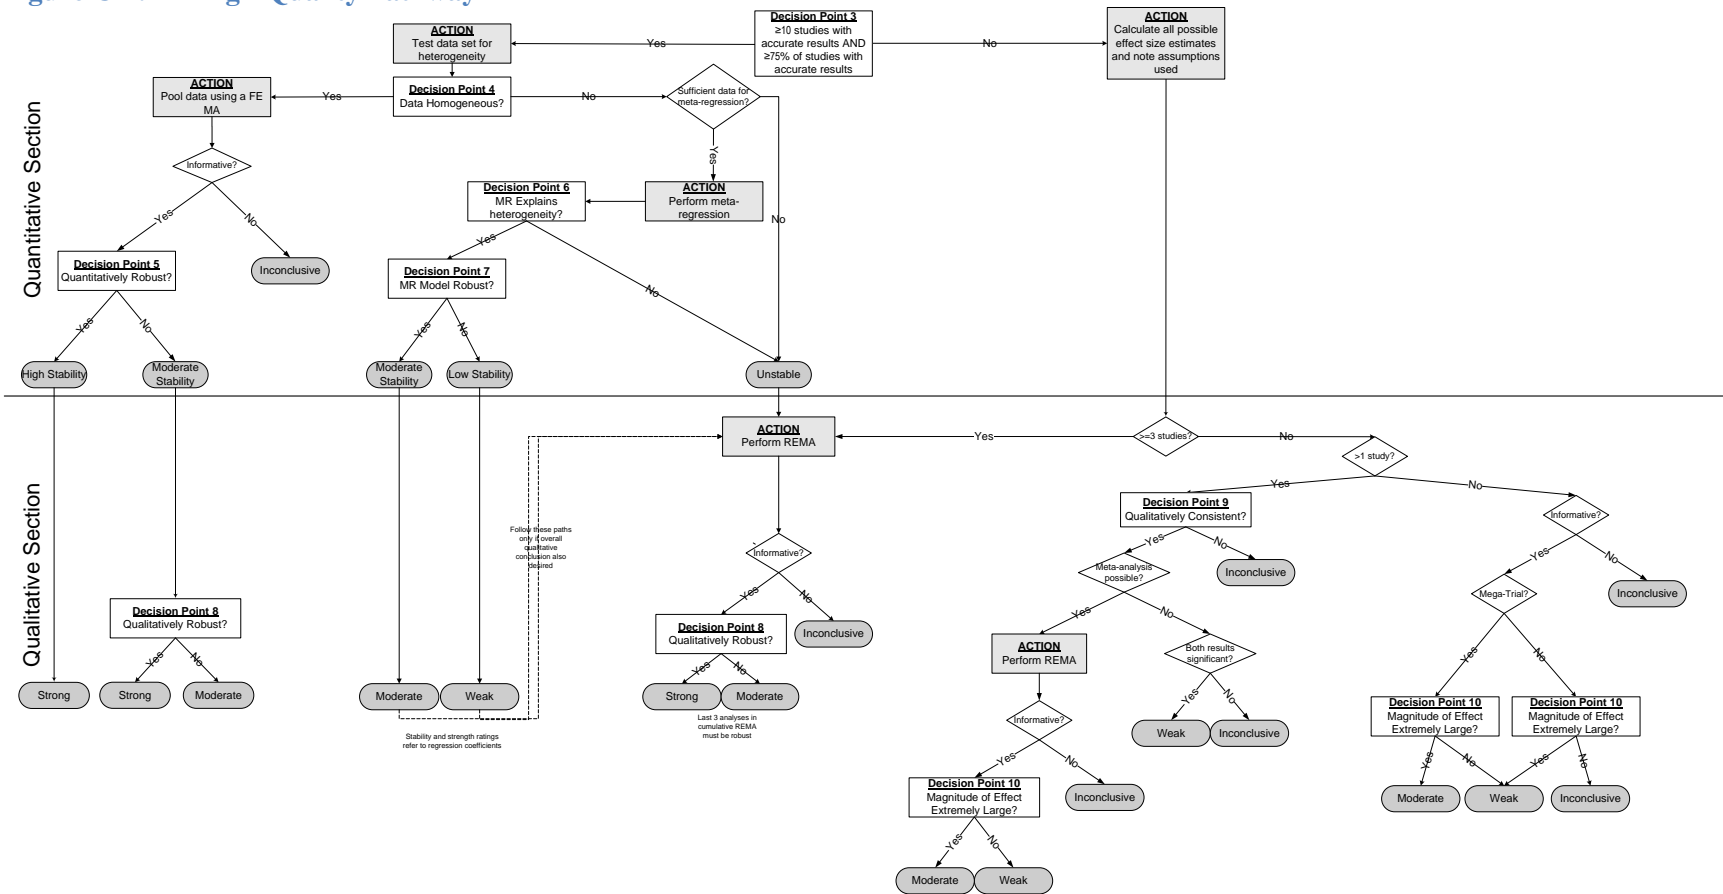 Decision Point 3
≥10 studies with
accurate results AND
≥75% of studies with
accurate results
Yes
No
ACTION
Test data set for
heterogeneity
ACTION
Calculate all possible
effect size estimates
and note assumptions
used
Quantitative Section
ACTION
Pool data using a FE
MA
Yes
Decision Point 4
Data Homogeneous?
No
Sufficient data for
meta-regression?
Yes
No
Informative?
Yes
No
Decision Point 6
MR Explains
heterogeneity?
ACTION
Perform meta-
regression
Yes
No
Decision Point 5
Quantitatively Robust?
Inconclusive
Decision Point 7
MR Model Robust?
Yes
No
Yes
No
High Stability
Moderate
Stability
Moderate
Stability
Low Stability
Unstable
Qualitative Section
ACTION
Perform REMA
Yes
>=3 studies?
No
>1 study?
Yes
No
Follow these paths
only if overall
qualitative
conclusion also
desired
Decision Point 9
Qualitatively Consistent?
Informative?
Yes
No
Yes
No
`
Informative?
Yes
No
Meta-analysis
possible?
Inconclusive
Mega-Trial?
Inconclusive
Decision Point 8
Qualitatively Robust?
Yes
No
Decision Point 8
Qualitatively Robust?
Yes
No
Inconclusive
Yes
No
ACTION
Perform REMA
Both results
significant?
Yes
No
Yes
No
Strong
Strong
Moderate
Moderate
Weak
Strong
Moderate
Last 3 analyses in
cumulative REMA
must be robust
Stability and strength ratings
refer to regression coefficients
Informative?
Yes
No
Weak
Inconclusive
Decision Point 10
Magnitude of Effect
Extremely Large?
Decision Point 10
Magnitude of Effect
Extremely Large?
Yes
No
Yes
No
Decision Point 10
Magnitude of Effect
Extremely Large?
Inconclusive
Moderate
Weak
Inconclusive
Yes
No
Moderate
Weak